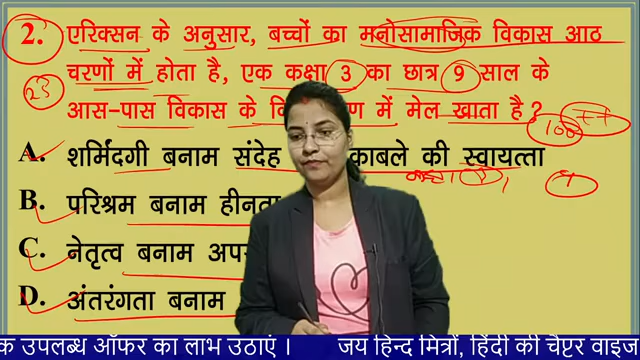 2. एरिक्सन के अनुसार, बच्चों का मनोसामाजिक विकास आठ
चरणों में होता है, एक कक्षा 3 का छात्र 9 साल के
आस-पास विकास के में मेल खाता है ?
A. शर्मिंदगी बनाम संदेह काबले की स्वायत्ता
B. परिश्रम बनाम हीनता
C. नेतृत्व बनाम
D. अंतरंगता बनाम
क उपलब्ध ऑफर का लाभ उठाएं । जय हिन्द मित्रों, हिंदी की चैप्टर वाइज